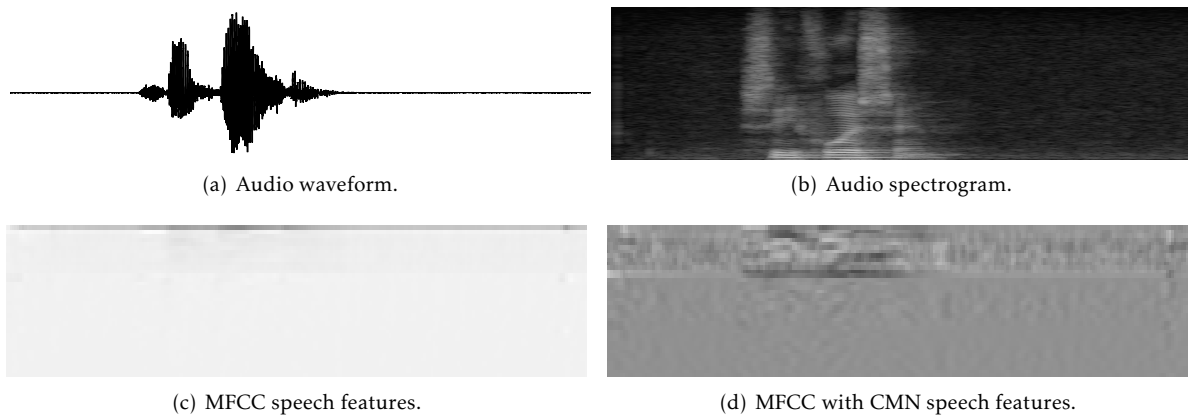 (a) Audio waveform.
(b) Audio spectrogram.
(c) MFCC speech features.
(d) MFCC with CMN speech features.